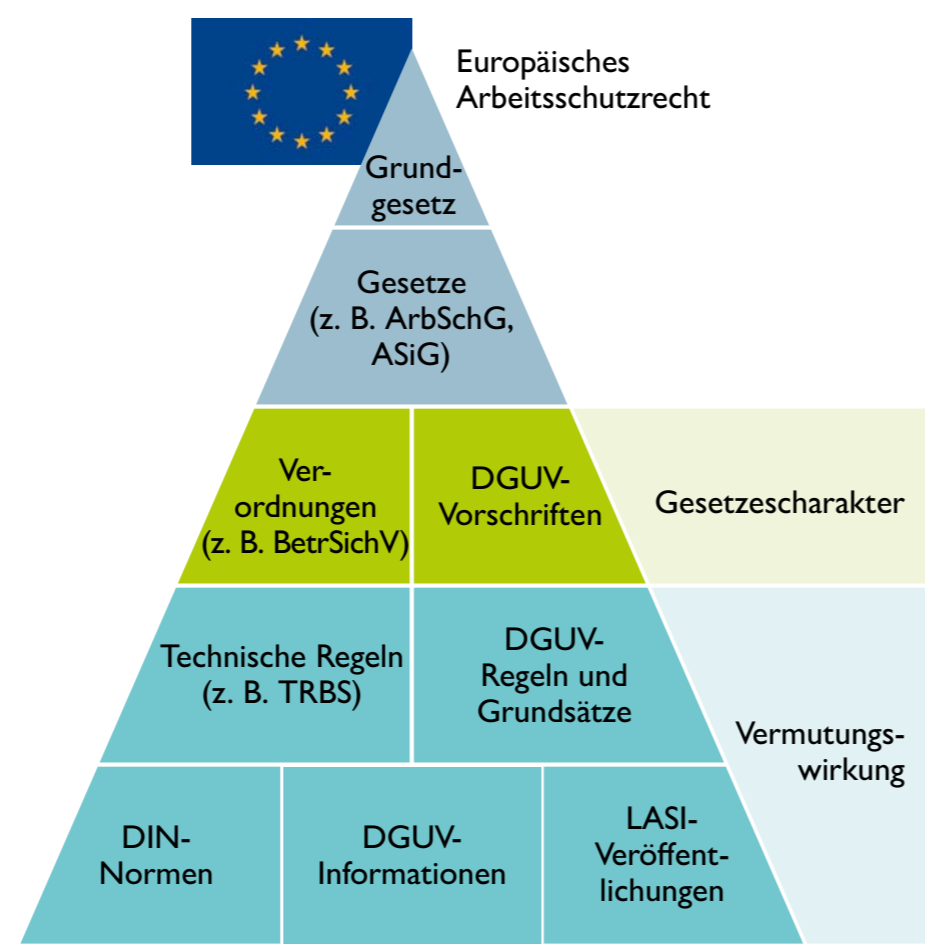 Europäisches
Arbeitsschutzrecht
Grund-
gesetz
Gesetze
(z. B. ArbSchG,
ASiG)
Ver-
ordnungen
(z. B. BetrSichV)
DGUV-
Vorschriften
Gesetzescharakter
Technische Regeln
(z. B. TRBS)
DGUV-
Regeln und
Grundsätze
Vermutungs-
wirkung
DIN-
Normen
DGUV-
Informationen
LASI-
Veröffent-
lichungen